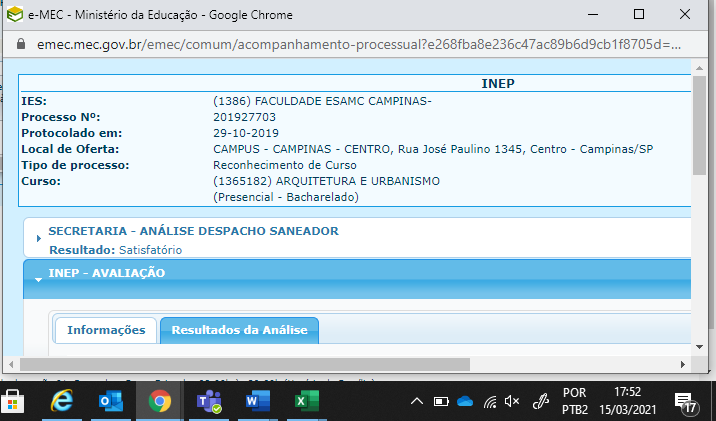 e-MEC - Ministério da Educação - Google Chrome
emec.mec.gov.br/emec/comum/acompanhamento-processual?e268fba8e236c47ac89b6d9cb1f8705d=...
INEP
IES: (1386) FACULDADE ESAMC CAMPINAS-
Processo Nº: 201927703
Protocolado em: 29-10-2019
Local de Oferta: CAMPUS - CAMPINAS - CENTRO, Rua José Paulino 1345, Centro - Campinas/SP
Tipo de processo: Reconhecimento de Curso
Curso: (1365182) ARQUITETURA E URBANISMO
(Presencial - Bacharelado)
SECRETARIA - ANÁLISE DESPACHO SANEADOR
Resultado: Satisfatório
INEP - AVALIAÇÃO
Informações Resultados da Análise
POR 17:52
PTB2 15/03/2021 17